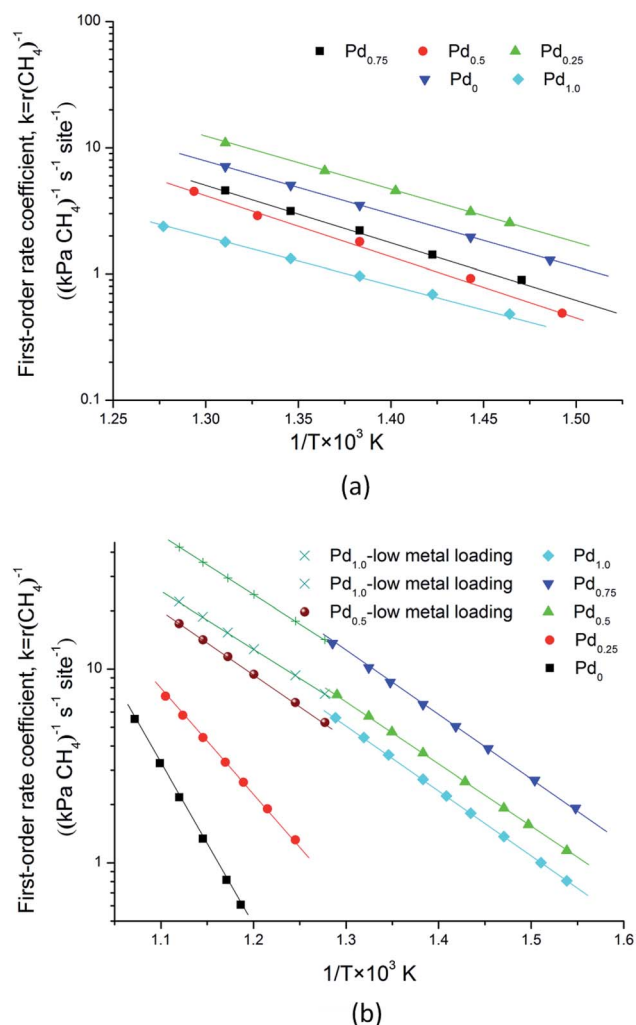 First-order rate coefficient, k=r(CH₄)⁻¹
((kPa CH₄)⁻¹ s⁻¹ site⁻¹)
100
10
1
0.1
Pd₀.₇₅ Pd₀.₅ Pd₀.₂₅
Pd₀ Pd₁.₀
1.25 1.30 1.35 1.40 1.45 1.50
1/T×10³ K
(a)
First-order rate coefficient, k=r(CH₄)⁻¹
((kPa CH₄)⁻¹ s⁻¹ site⁻¹)
10
1
Pd₁.₀-low metal loading Pd₁.₀
Pd₁.₀-low metal loading Pd₀.₇₅
Pd₀.₅-low metal loading Pd₀.₅
Pd₀.₂₅
Pd₀
1.1 1.2 1.3 1.4 1.5 1.6
1/T×10³ K
(b)